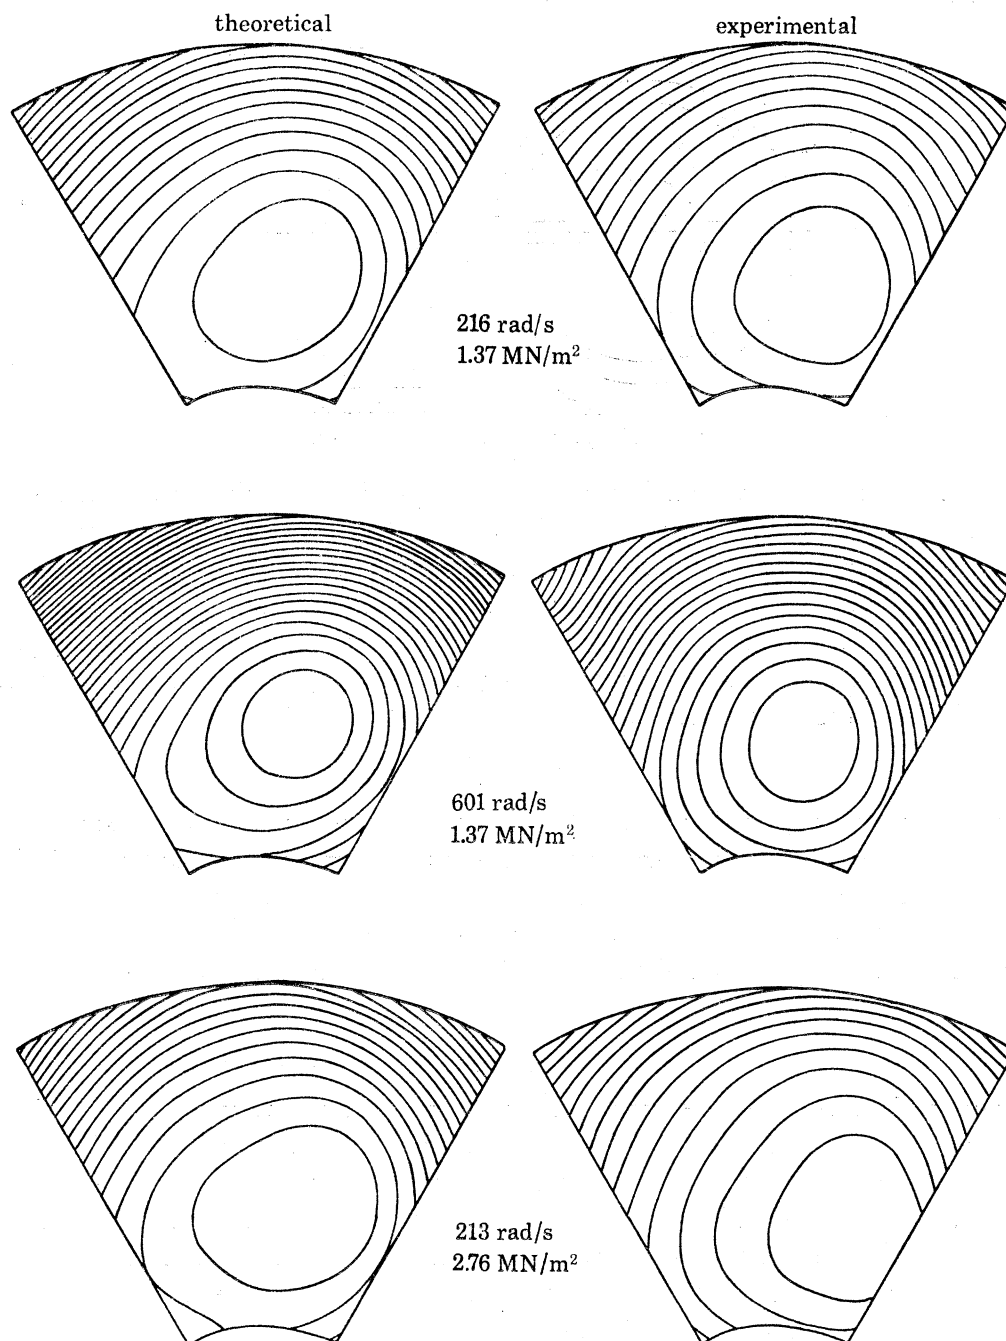 theoretical
experimental
216 rad/s
1.37 MN/m²
601 rad/s
1.37 MN/m²
213 rad/s
2.76 MN/m²